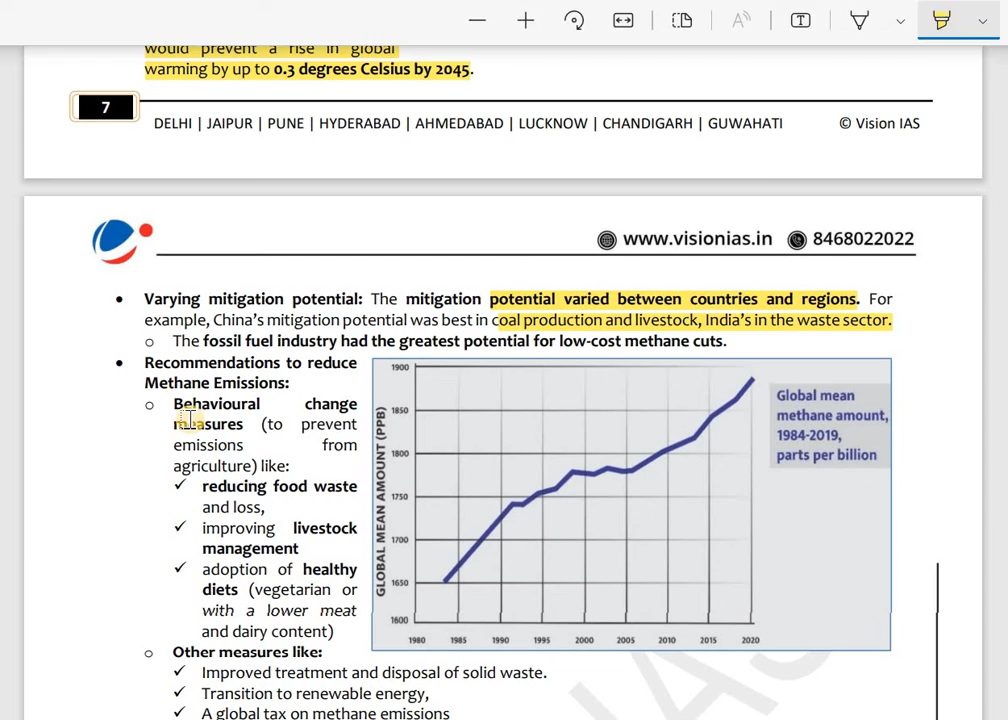 would prevent a rise in global
warming by up to 0.3 degrees Celsius by 2045.
7
DELHI | JAIPUR | PUNE | HYDERABAD | AHMEDABAD | LUCKNOW | CHANDIGARH | GUWAHATI © Vision IAS
www.visionias.in 8468022022
• Varying mitigation potential: The mitigation potential varied between countries and regions. For
example, China's mitigation potential was best in coal production and livestock, India's in the waste sector.
o The fossil fuel industry had the greatest potential for low-cost methane cuts.
• Recommendations to reduce
Methane Emissions:
o Behavioural change
measures (to prevent
emissions from
agriculture) like:
✓ reducing food waste
and loss,
✓ improving livestock
management
✓ adoption of healthy
diets (vegetarian or
with a lower meat
and dairy content)
GLOBAL MEAN AMOUNT (PPB)
1900
1850
1800
1750
1700
1650
1600
1980 1985 1990 1995 2000 2005 2010 2015 2020
Global mean
methane amount,
1984-2019,
parts per billion
o Other measures like:
✓ Improved treatment and disposal of solid waste.
✓ Transition to renewable energy,
✓ A global tax on methane emissions